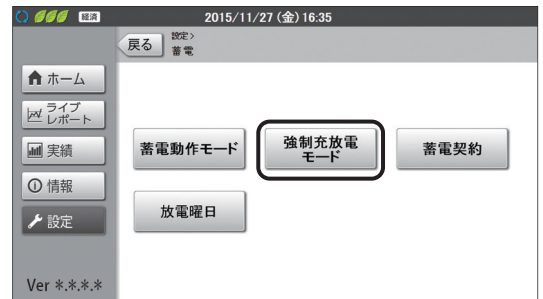 経済
2015/11/27 (金) 16:35
戻る
設定>
蓄電
ホーム
ライブ
レポート
実績
情報
設定
蓄電動作モード
強制充放電
モード
蓄電契約
放電曜日
Ver *.*.*.*